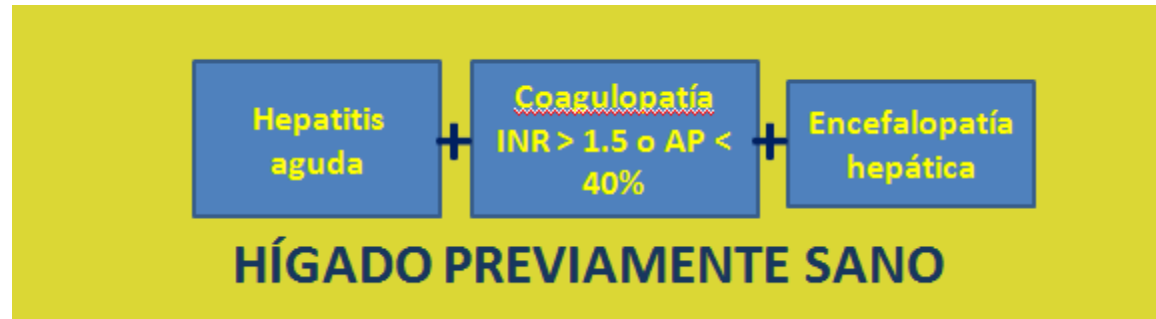 Hepatitis
aguda
+
Coagulopatía
INR > 1.5 o AP <
40%
+
Encefalopatía
hepática
HÍGADO PREVIAMENTE SANO